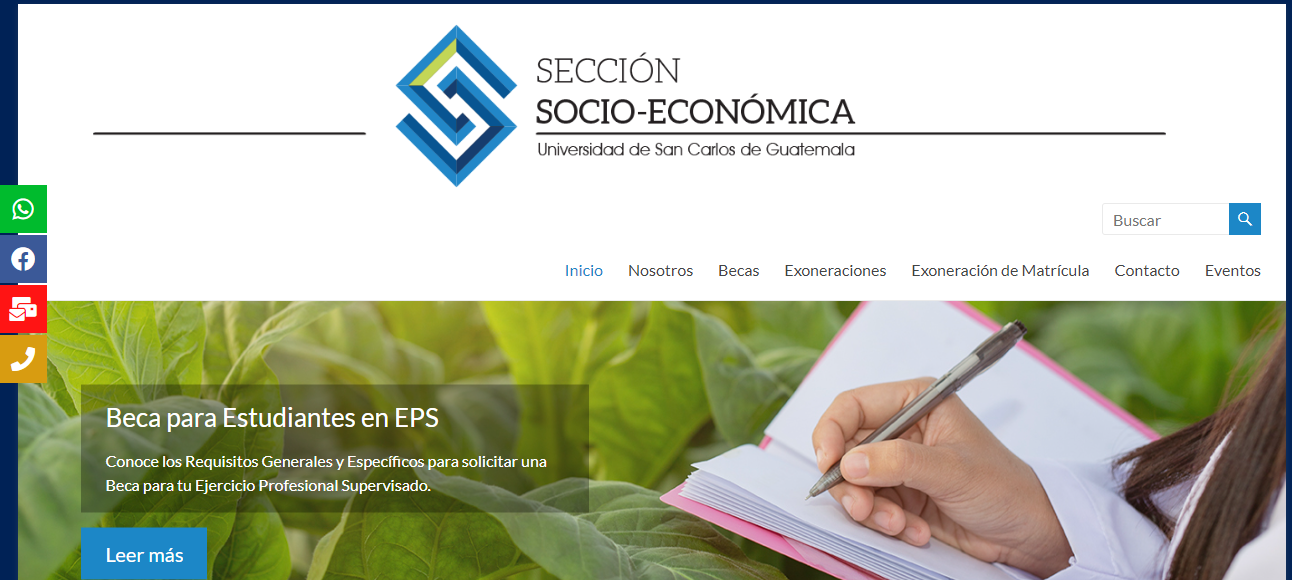 SECCIÓN
SOCIO-ECONÓMICA
Universidad de San Carlos de Guatemala
Buscar
Inicio Nosotros Becas Exoneraciones Exoneración de Matrícula Contacto Eventos
Beca para Estudiantes en EPS
Conoce los Requisitos Generales y Específicos para solicitar una
Beca para tu Ejercicio Profesional Supervisado.
Leer más